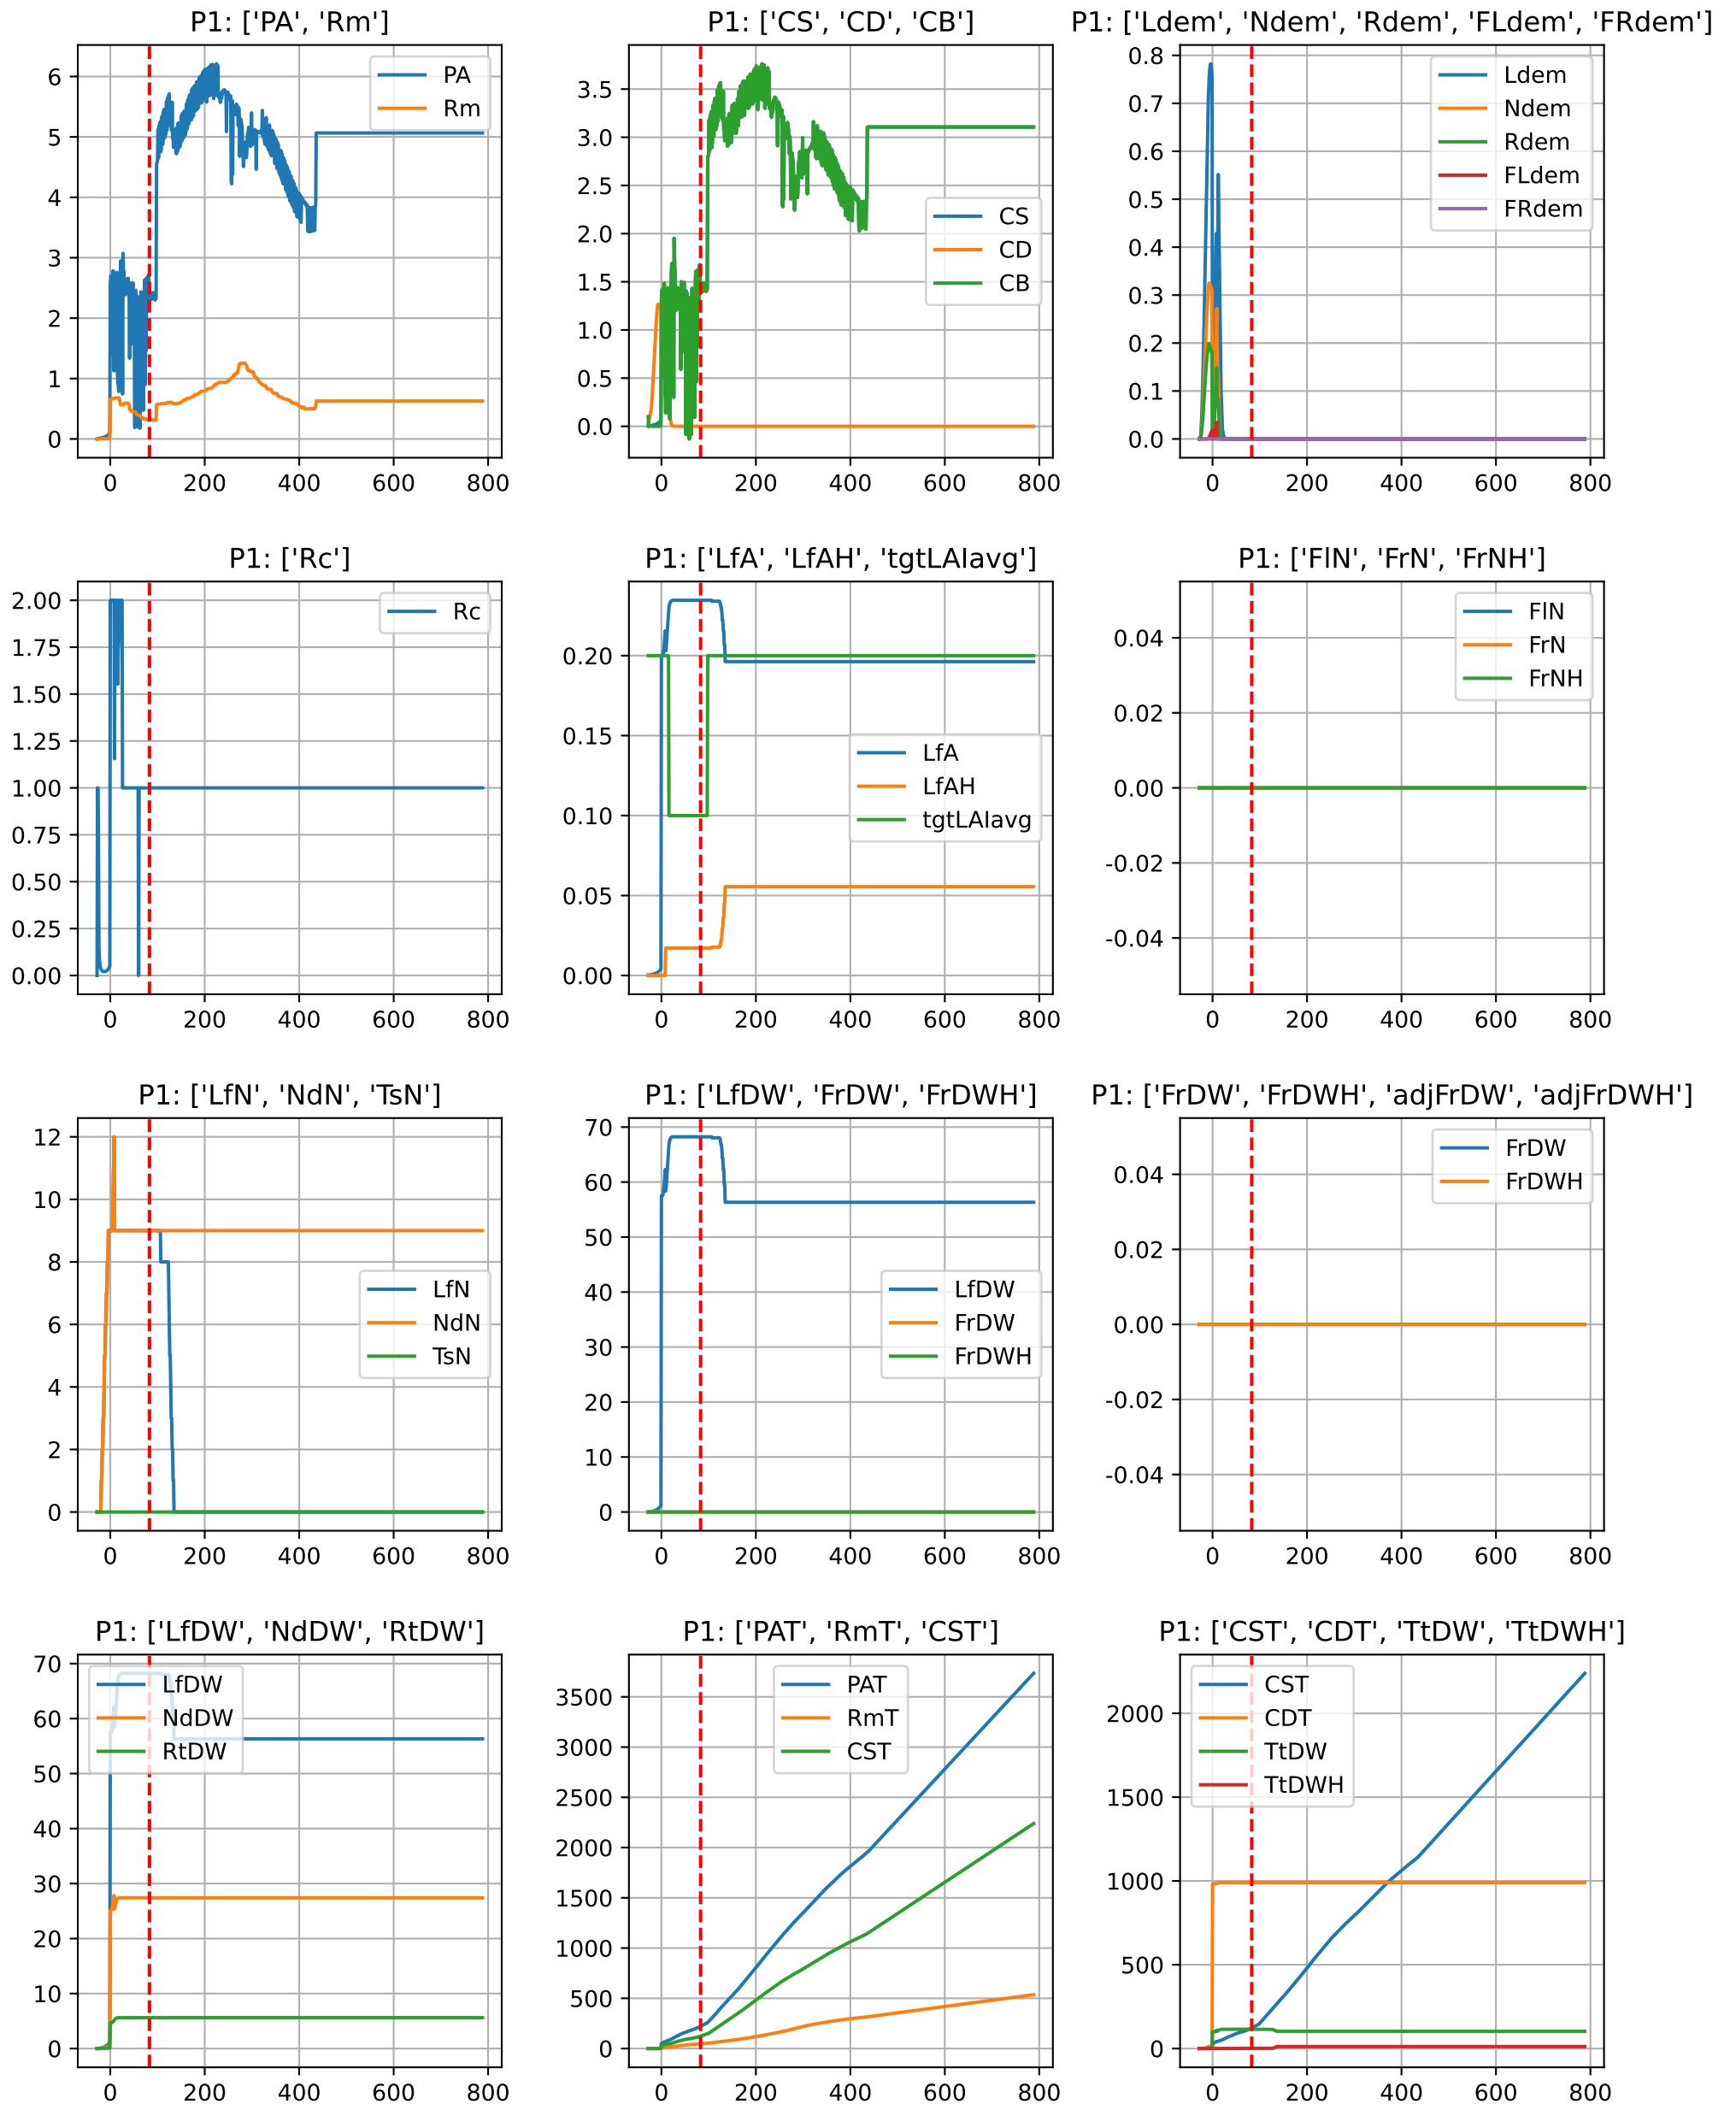 P1: ['PA', 'Rm']
6
5
4
3
2
1
0
PA
Rm
0 200 400 600 800
P1: ['CS', 'CD', 'CB']
3.5
3.0
2.5
2.0
1.5
1.0
0.5
0.0
CS
CD
CB
0 200 400 600 800
P1: ['Ldem', 'Ndem', 'Rdem', 'FLdem', 'FRdem']
0.8
0.7
0.6
0.5
0.4
0.3
0.2
0.1
0.0
Ldem
Ndem
Rdem
FLdem
FRdem
0 200 400 600 800
P1: ['Rc']
2.00
1.75
1.50
1.25
1.00
0.75
0.50
0.25
0.00
Rc
0 200 400 600 800
P1: ['LfA', 'LfAH', 'tgtLAIavg']
0.20
0.15
0.10
0.05
0.00
LfA
LfAH
tgtLAIavg
0 200 400 600 800
P1: ['FlN', 'FrN', 'FrNH']
0.04
0.02
0.00
-0.02
-0.04
FlN
FrN
FrNH
0 200 400 600 800
P1: ['LfN', 'NdN', 'TsN']
12
10
8
6
4
2
0
LfN
NdN
TsN
0 200 400 600 800
P1: ['LfDW', 'FrDW', 'FrDWH']
70
60
50
40
30
20
10
0
LfDW
FrDW
FrDWH
0 200 400 600 800
P1: ['FrDW', 'FrDWH', 'adjFrDW', 'adjFrDWH']
0.04
0.02
0.00
-0.02
-0.04
FrDW
FrDWH
0 200 400 600 800
P1: ['LfDW', 'NdDW', 'RtDW']
70
60
50
40
30
20
10
0
LfDW
NdDW
RtDW
0 200 400 600 800
P1: ['PAT', 'RmT', 'CST']
3500
3000
2500
2000
1500
1000
500
0
PAT
RmT
CST
0 200 400 600 800
P1: ['CST', 'CDT', 'TtDW', 'TtDWH']
2000
1500
1000
500
0
CST
CDT
TtDW
TtDWH
0 200 400 600 800